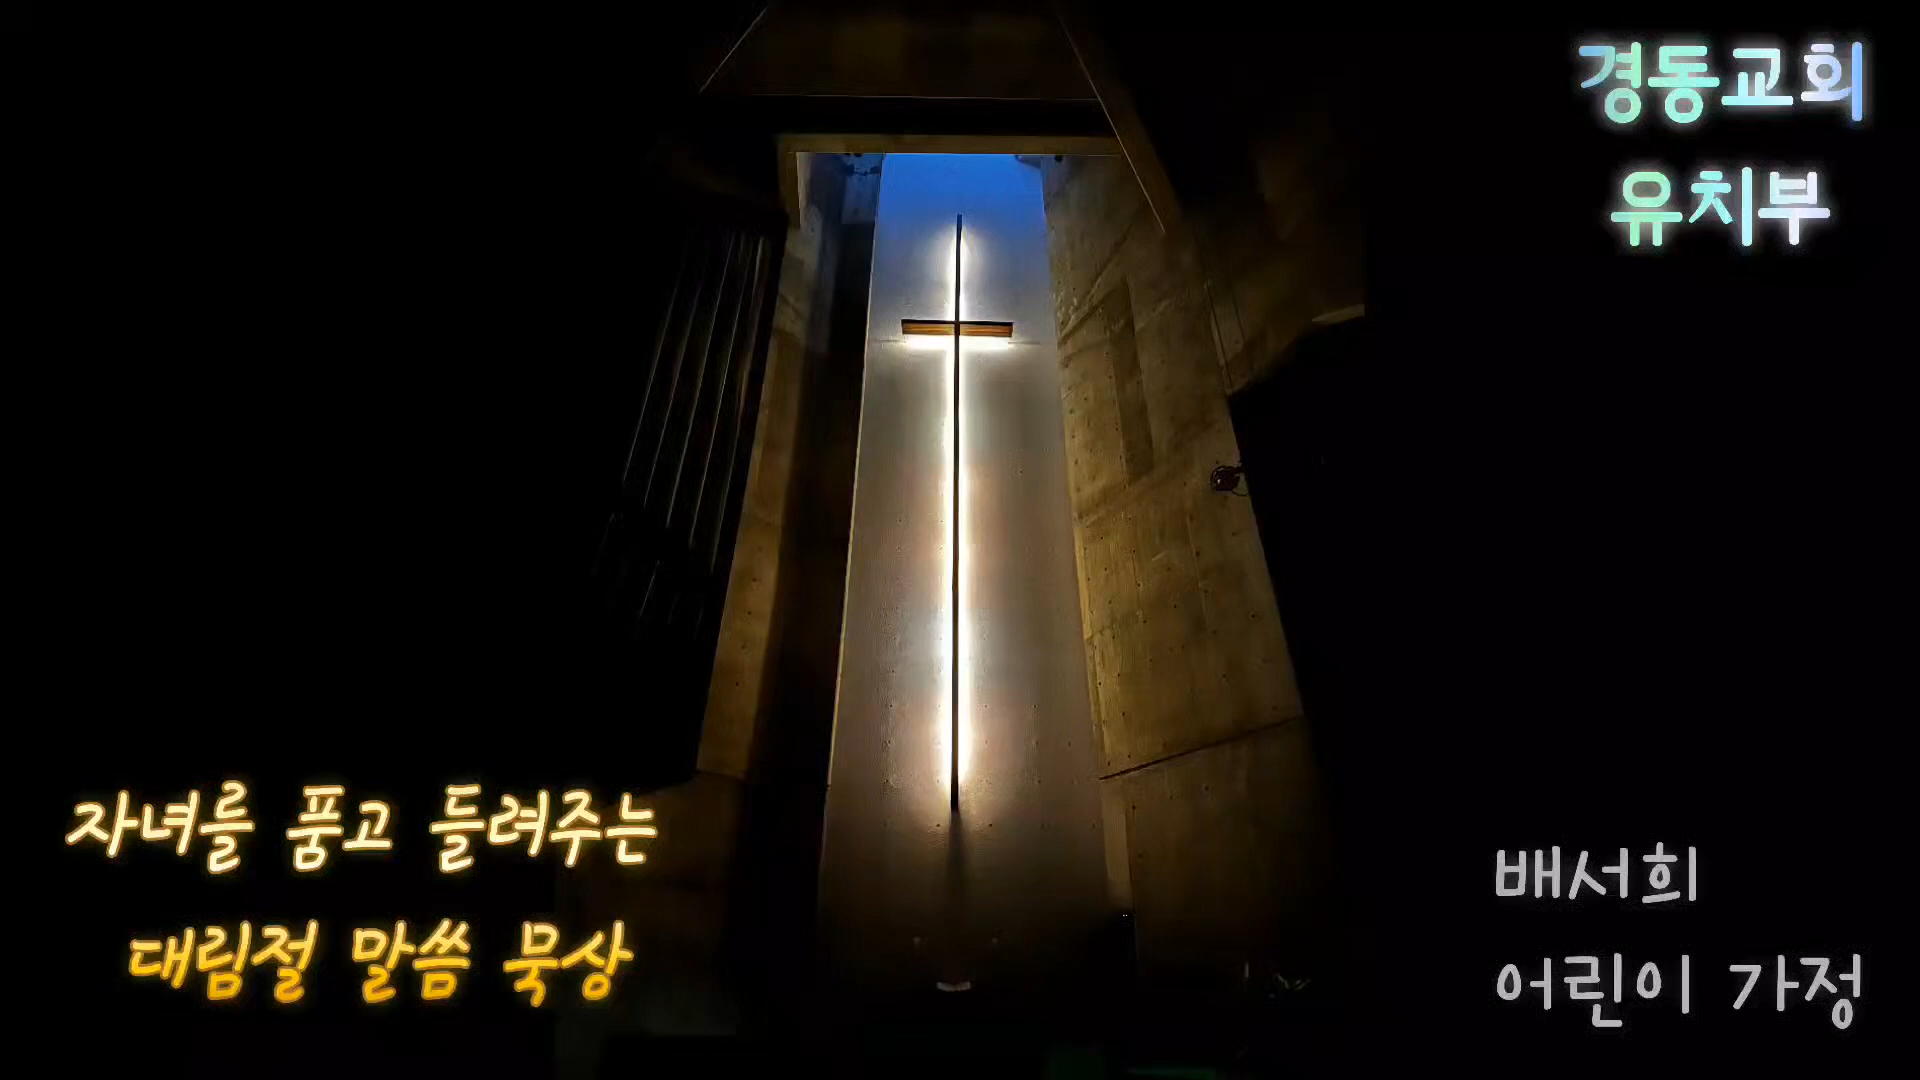 경동교회
유치부
자녀를 품고 들려주는
대림절 말씀 묵상
배서희
어린이 가정